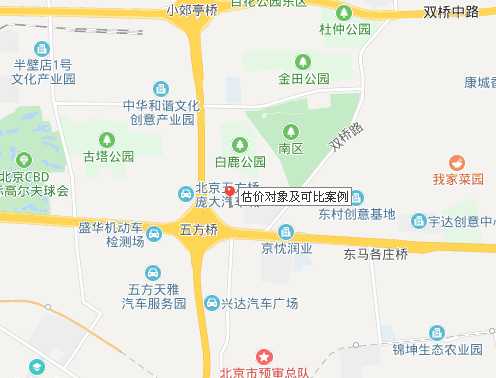 百花公园东区
小郊亭桥
双桥中路
杜仲公园
半壁店1号
文化产业园
金田公园
康城
中华和谐文化
创意产业园
双桥路
南区
古塔公园
白鹿公园
北京CBD
高尔夫球会
我家菜园
北京五方桥
庞大汽车
估价对象及可比案例
东村创意基地
盛华机动车
检测场
五方桥
宇达创意中心
京忱润业
东马各庄桥
五方天雅
汽车服务园
兴达汽车广场
锦坤生态农业园
北京市预审总队